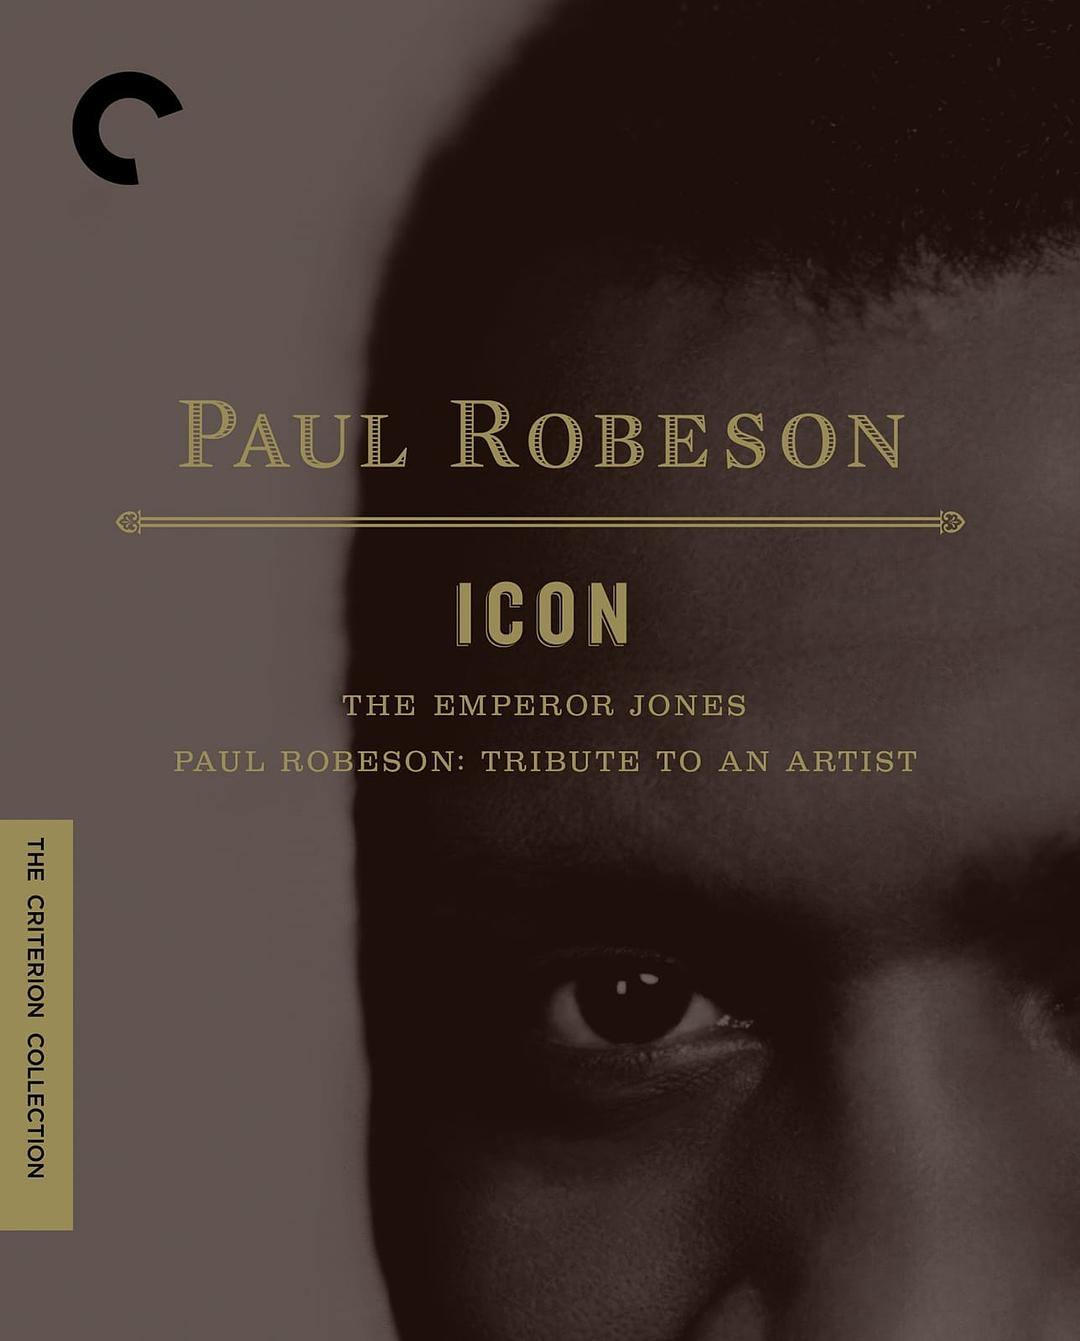 PAUL ROBESON
ICON
THE EMPEROR JONES
PAUL ROBESON: TRIBUTE TO AN ARTIST
THE CRITERION COLLECTION